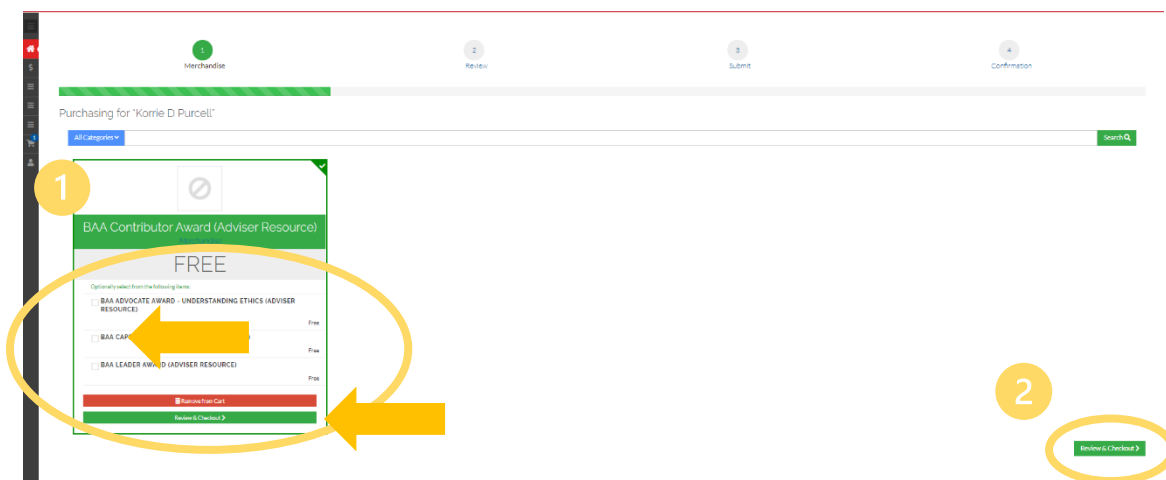 1
2
3
4
Merchandise
Review
Submit
Confirmation
$
Purchasing for "Korrie D Purcell"
All Categories
Search
1
BAA Contributor Award (Adviser Resource)
FREE
Optionally select from the following items:
BAA ADVOCATE AWARD - UNDERSTANDING ETHICS (ADVISER
RESOURCE)
Free
BAA CAP
Free
BAA LEADER AWARD (ADVISER RESOURCE)
Free
Remove from Cart
Review & Checkout
2
Review & Checkout